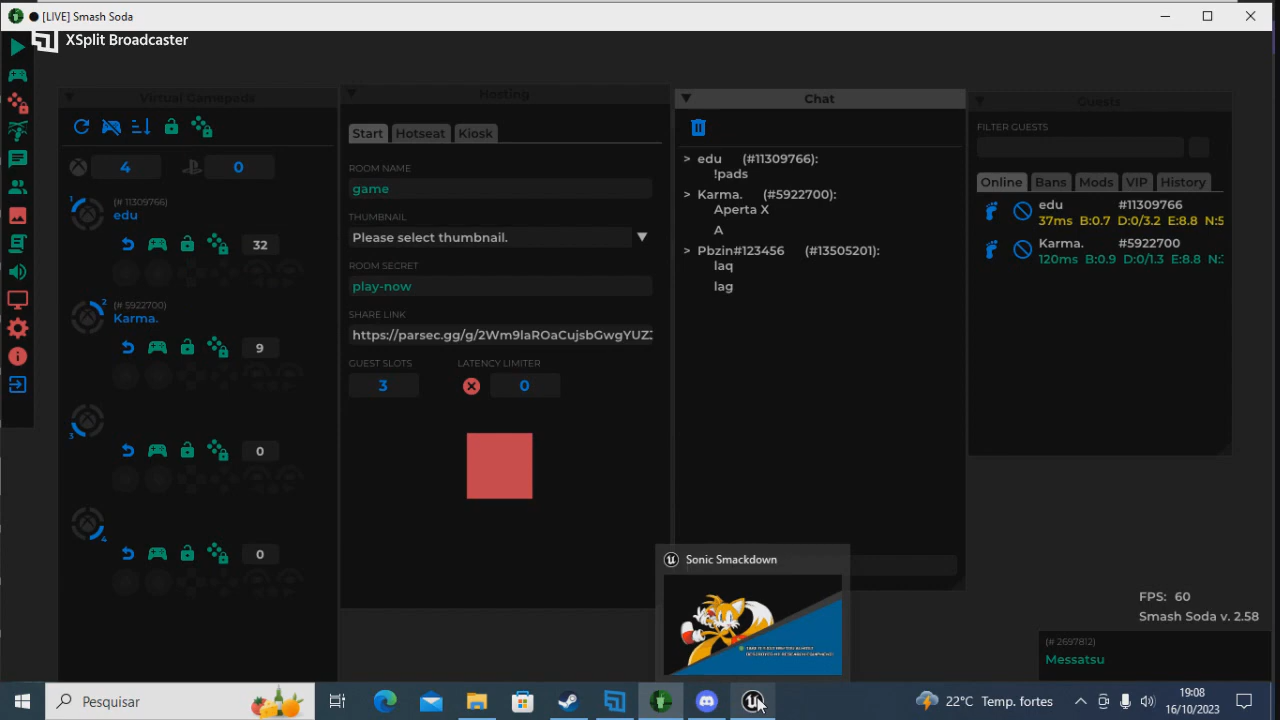 [LIVE] Smash Soda
XSplit Broadcaster
Virtual Gamepads
4
0
1
(# 11309766)
edu
32
2
(# 5922700)
Karma.
9
3
0
4
0
Hosting
Start
Hotseat
Kiosk
ROOM NAME
game
THUMBNAIL
Please select thumbnail.
ROOM SECRET
play-now
SHARE LINK
https://parsec.gg/g/2Wm9laROaCujsbGwgYUZ
GUEST SLOTS
LATENCY LIMITER
3
0
Chat
> edu (#11309766):
!pads
> Karma. (#5922700):
Aperta X
A
> Pbzin#123456 (#13505201):
laq
lag
Guests
FILTER GUESTS
Online
Bans
Mods
VIP
History
edu #11309766
37ms B:0.7 D:0/3.2 E:8.8 N:5
Karma. #5922700
120ms B:0.9 D:0/1.3 E:8.8 N:
Sonic Smackdown
FPS: 60
Smash Soda v. 2.58
(# 2697812)
Messatsu
Pesquisar
22°C Temp. fortes
19:08
16/10/2023